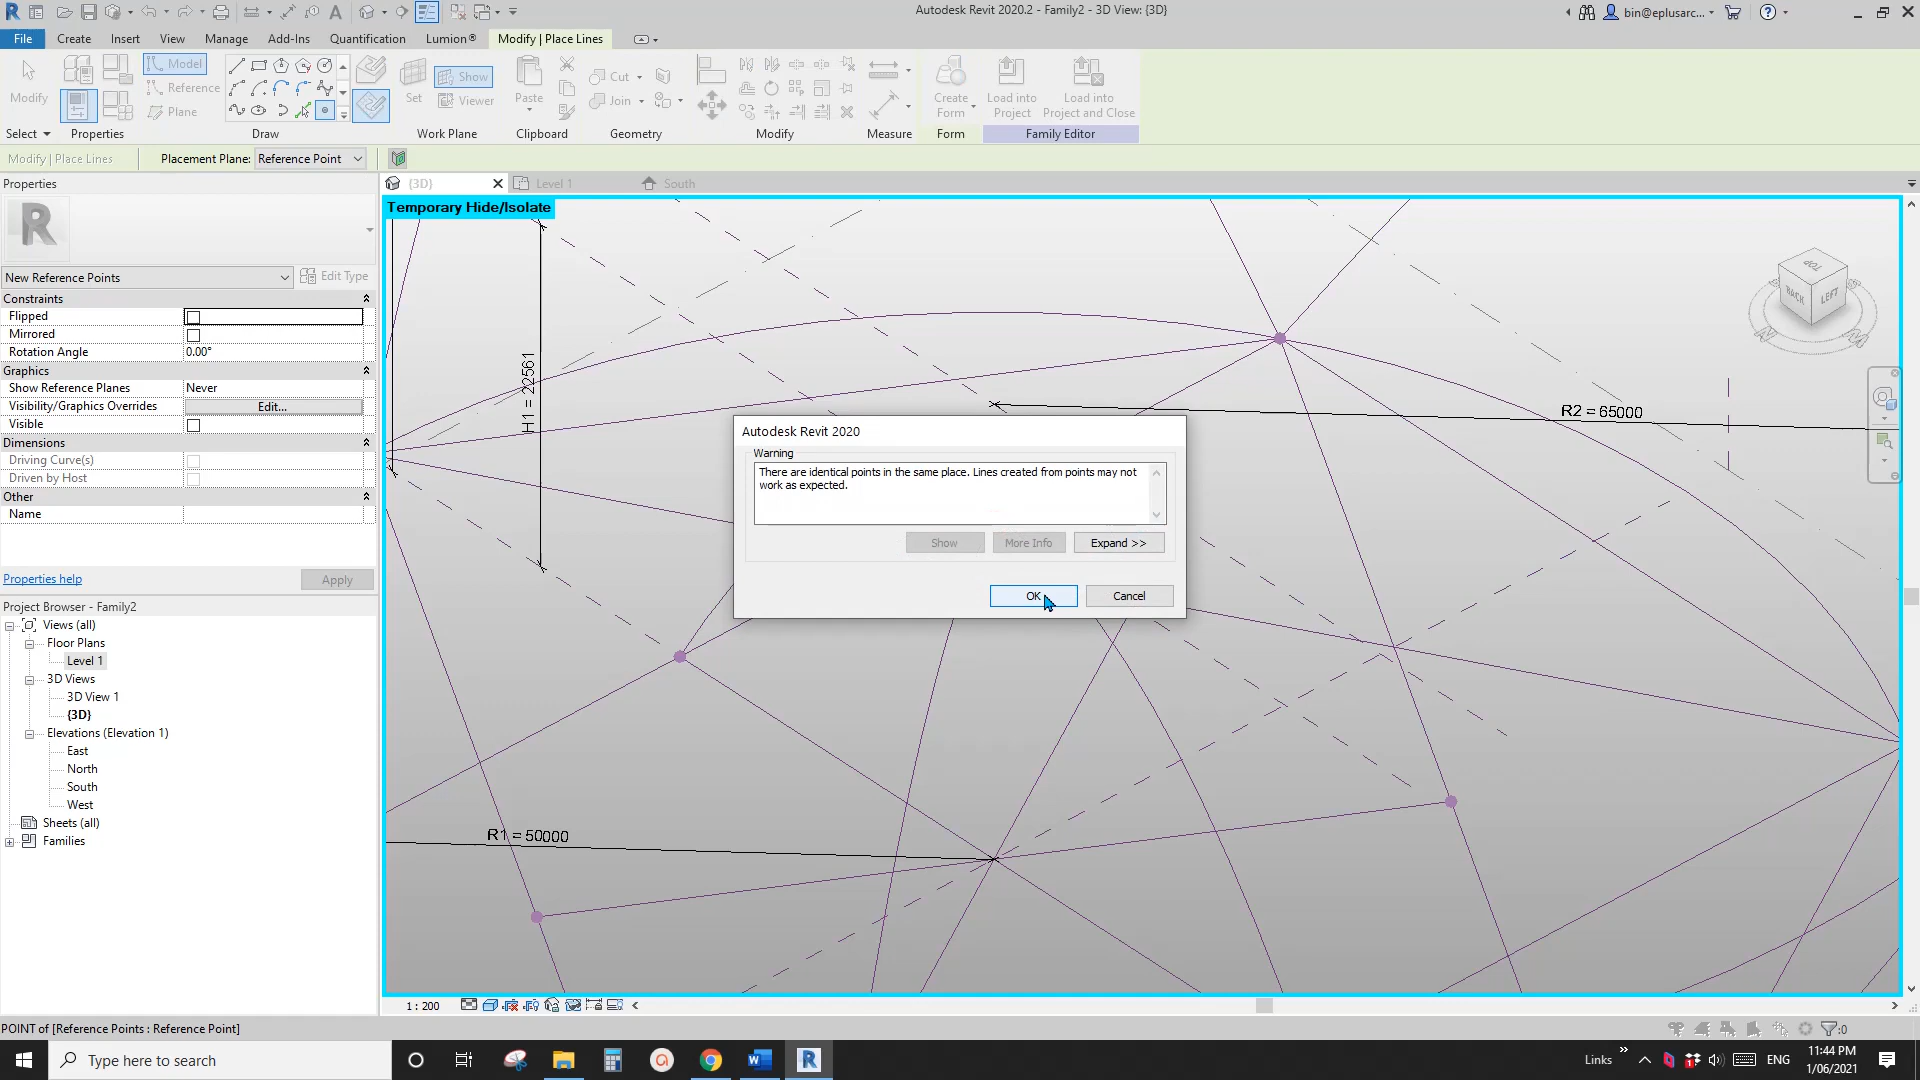 Autodesk Revit 2020.2 - Family2 - 3D View: {3D}
bin@eplusarc...
File
Create
Insert
View
Manage
Add-Ins
Quantification
Lumion®
Modify | Place Lines
Modify
Model
Reference
Plane
Set
Show
Viewer
Paste
Cut
Join
Create Form
Load into Project
Load into Project and Close
Select
Properties
Draw
Work Plane
Clipboard
Geometry
Modify
Measure
Form
Family Editor
Modify | Place Lines
Placement Plane:
Reference Point
Properties
{3D}
Level 1
South
Temporary Hide/Isolate
R
New Reference Points
Edit Type
Constraints
Flipped
Mirrored
Rotation Angle
0.00°
Graphics
Show Reference Planes
Never
Visibility/Graphics Overrides
Edit...
Visible
Dimensions
Driving Curve(s)
Driven by Host
Other
Name
Properties help
Apply
Project Browser - Family2
Views (all)
Floor Plans
Level 1
3D Views
3D View 1
{3D}
Elevations (Elevation 1)
East
North
South
West
Sheets (all)
Families
H1 = 22561
R2 = 65000
R1 = 50000
TOP
BACK
LEFT
Autodesk Revit 2020
Warning
There are identical points in the same place. Lines created from points may not
work as expected.
Show
More Info
Expand >>
OK
Cancel
1 : 200
POINT of [Reference Points : Reference Point]
:0
Type here to search
Links
ENG
11:44 PM
1/06/2021